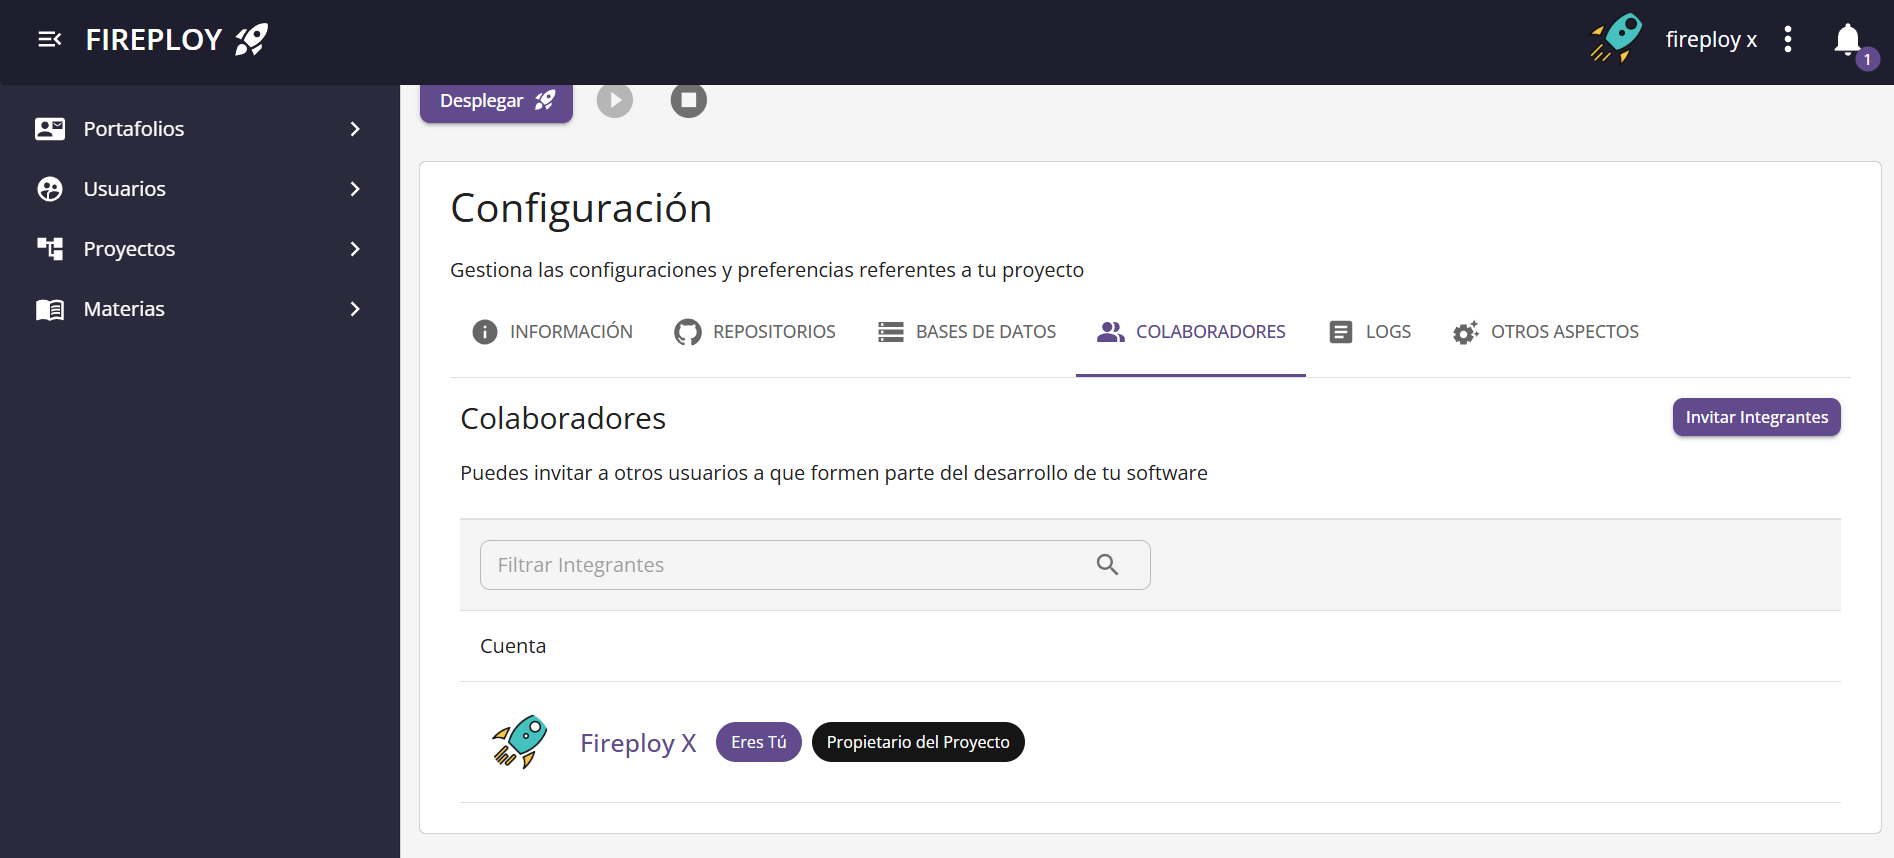 FIREPLOY
fireploy x
1
Portafolios
Usuarios
Proyectos
Materias
Desplegar
Configuración
Gestiona las configuraciones y preferencias referentes a tu proyecto
INFORMACIÓN REPOSITORIOS BASES DE DATOS COLABORADORES LOGS OTROS ASPECTOS
Colaboradores
Invitar Integrantes
Puedes invitar a otros usuarios a que formen parte del desarrollo de tu software
Filtrar Integrantes
Cuenta
Fireploy X Eres Tú Propietario del Proyecto